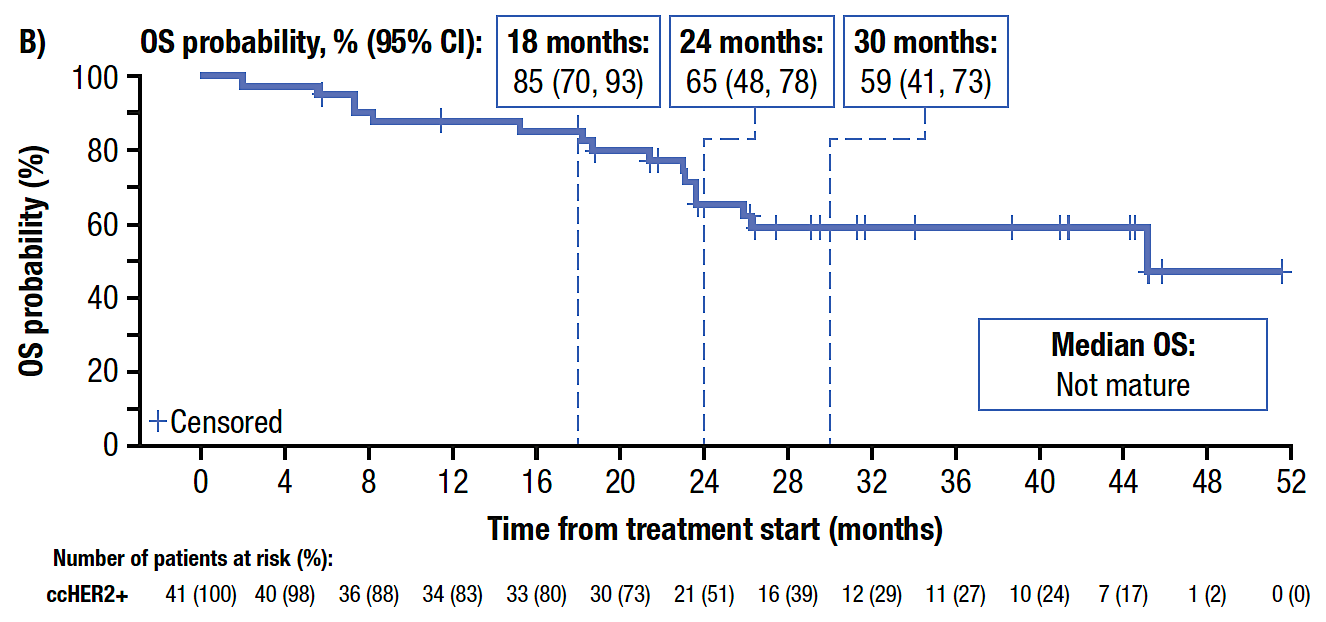 B) OS probability, % (95% CI): 18 months: 24 months: 30 months:
85 (70, 93) 65 (48, 78) 59 (41, 73)
100
80
60
40
20
0
OS probability (%)
Median OS:
Not mature
Censored
0 4 8 12 16 20 24 28 32 36 40 44 48 52
Time from treatment start (months)
Number of patients at risk (%):
ccHER2+ 41 (100) 40 (98) 36 (88) 34 (83) 33 (80) 30 (73) 21 (51) 16 (39) 12 (29) 11 (27) 10 (24) 7 (17) 1 (2) 0 (0)